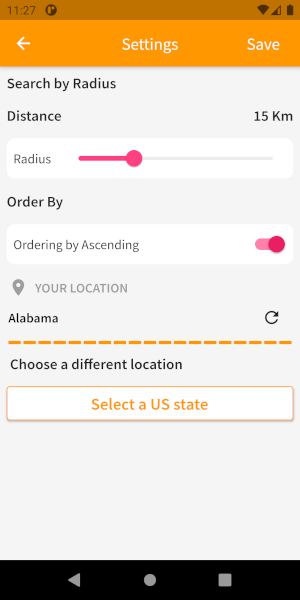 11:27
Settings
Save
Search by Radius
Distance
15 Km
Radius
Order By
Ordering by Ascending
YOUR LOCATION
Alabama
Choose a different location
Select a US state